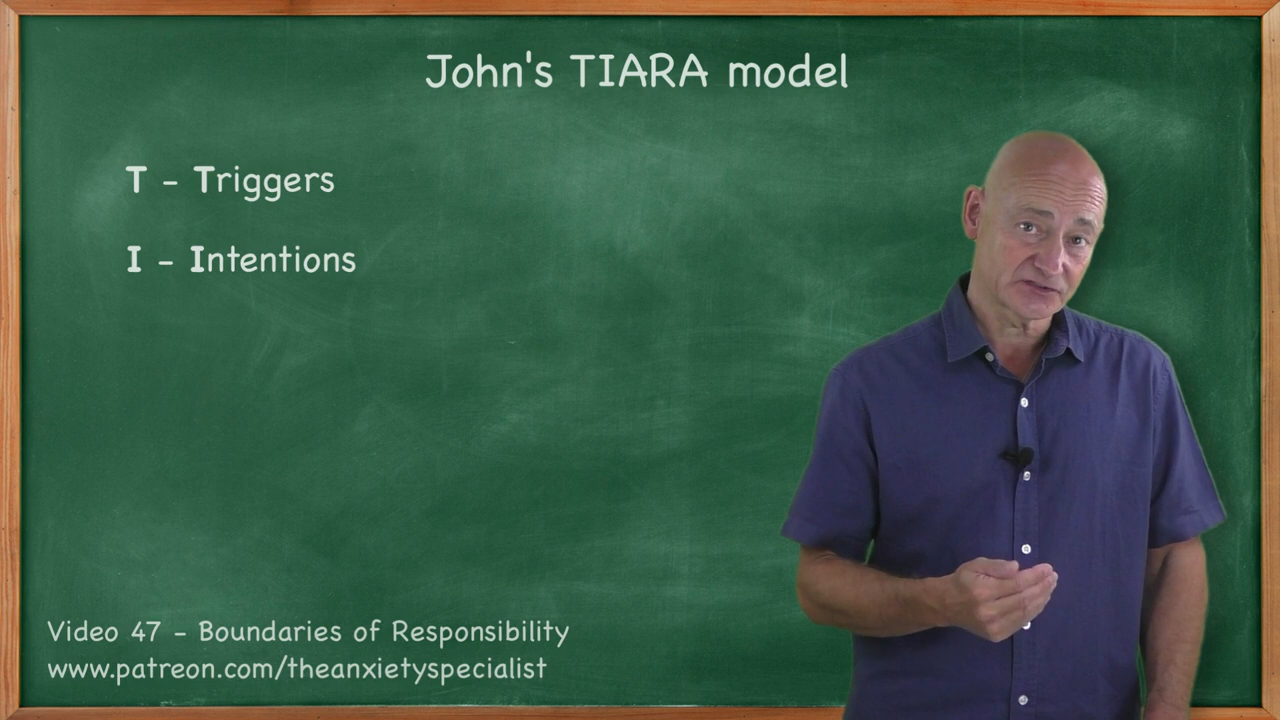 John's TIARA model
T - Triggers
I - Intentions
Video 47 - Boundaries of Responsibility
www.patreon.com/theanxietyspecialist